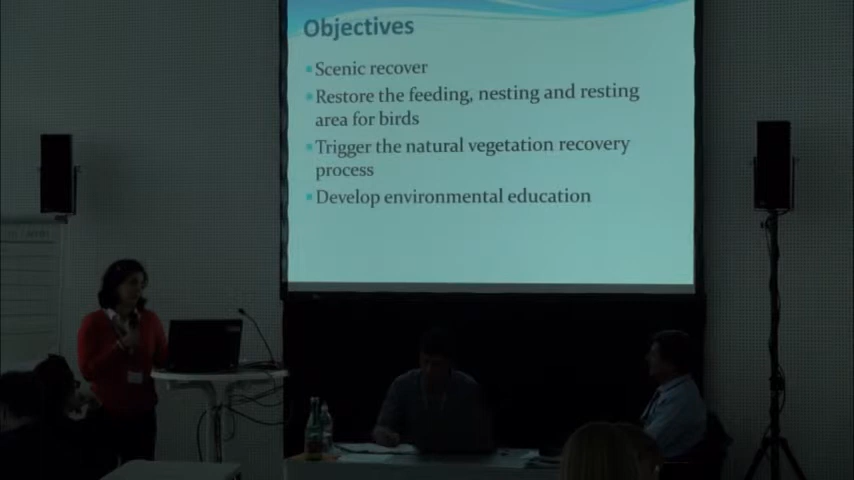 Objectives
Scenic recover
Restore the feeding, nesting and resting
area for birds
Trigger the natural vegetation recovery
process
Develop environmental education